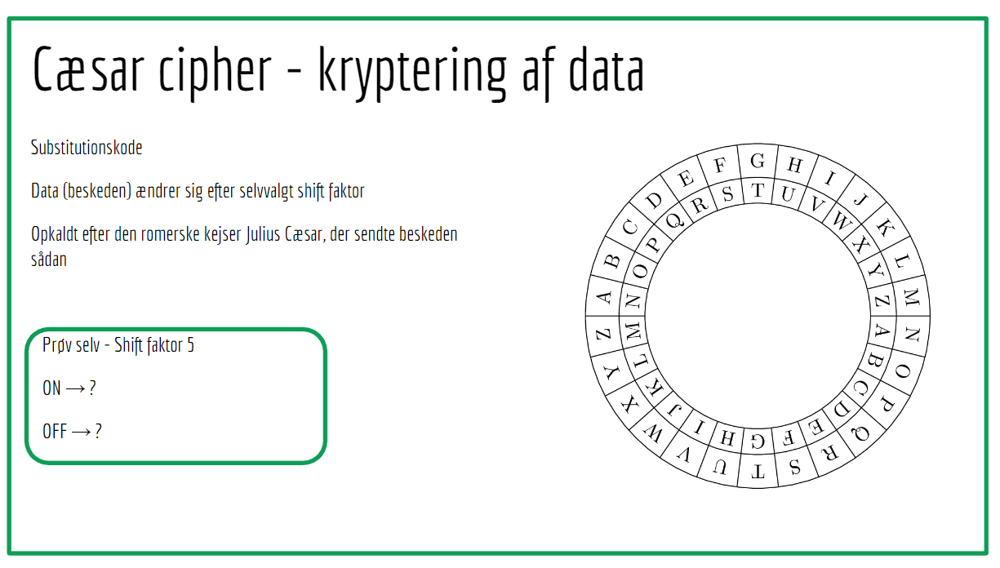 Cæsar cipher - kryptering af data
Substitutionskode
Data (beskeden) ændrer sig efter selvvalgt shift faktor
Opkaldt efter den romerske kejser Julius Cæsar, der sendte beskeden
sådan
Prøv selv - Shift faktor 5
ON → ?
OFF → ?
A B C D E F G H I J K L M N O P Q R S T U V W X Y Z
N O P Q R S T U V W X Y Z A B C D E F G H I J K L M